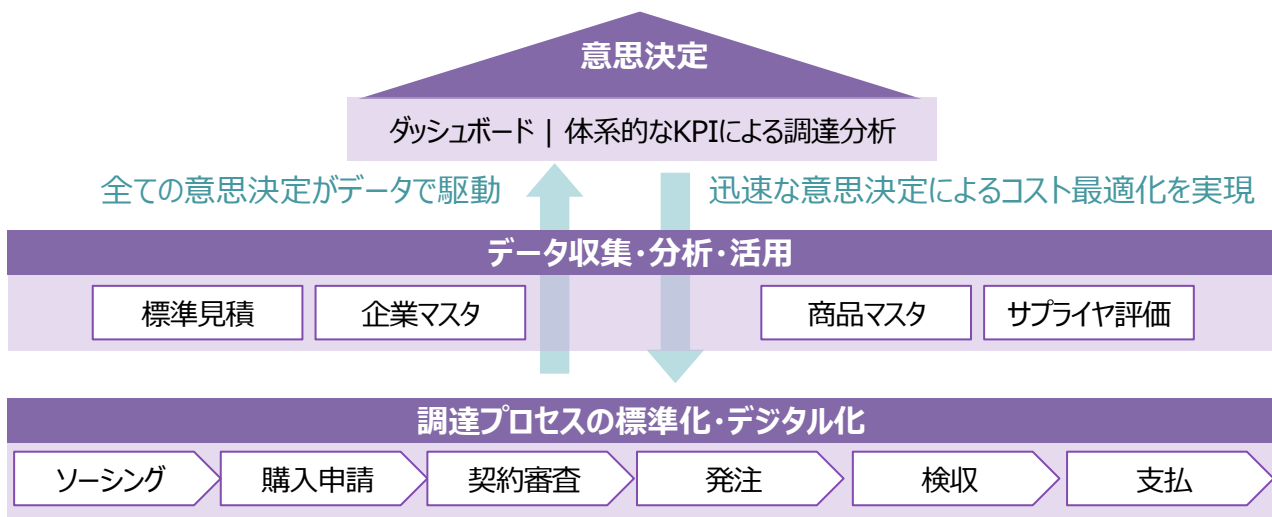 意思決定
ダッシュボード | 体系的なKPIによる調達分析
全ての意思決定がデータで駆動
迅速な意思決定によるコスト最適化を実現
データ収集・分析・活用
標準見積
企業マスタ
商品マスタ
サプライヤ評価
調達プロセスの標準化・デジタル化
ソーシング
購入申請
契約審査
発注
検収
支払